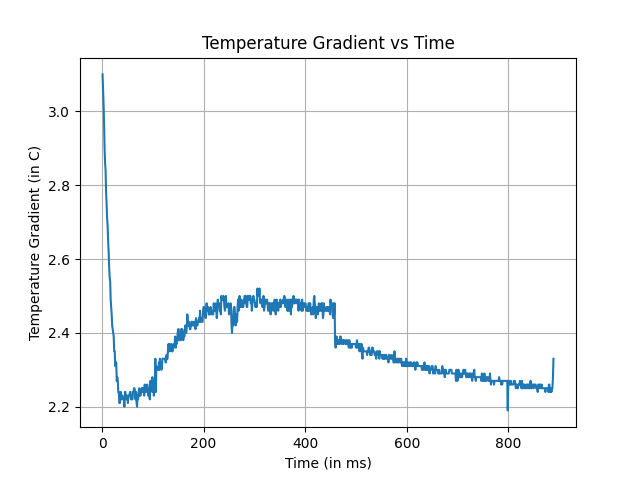 Temperature Gradient vs Time
Temperature Gradient (in C)
3.0
2.8
2.6
2.4
2.2
0 200 400 600 800
Time (in ms)